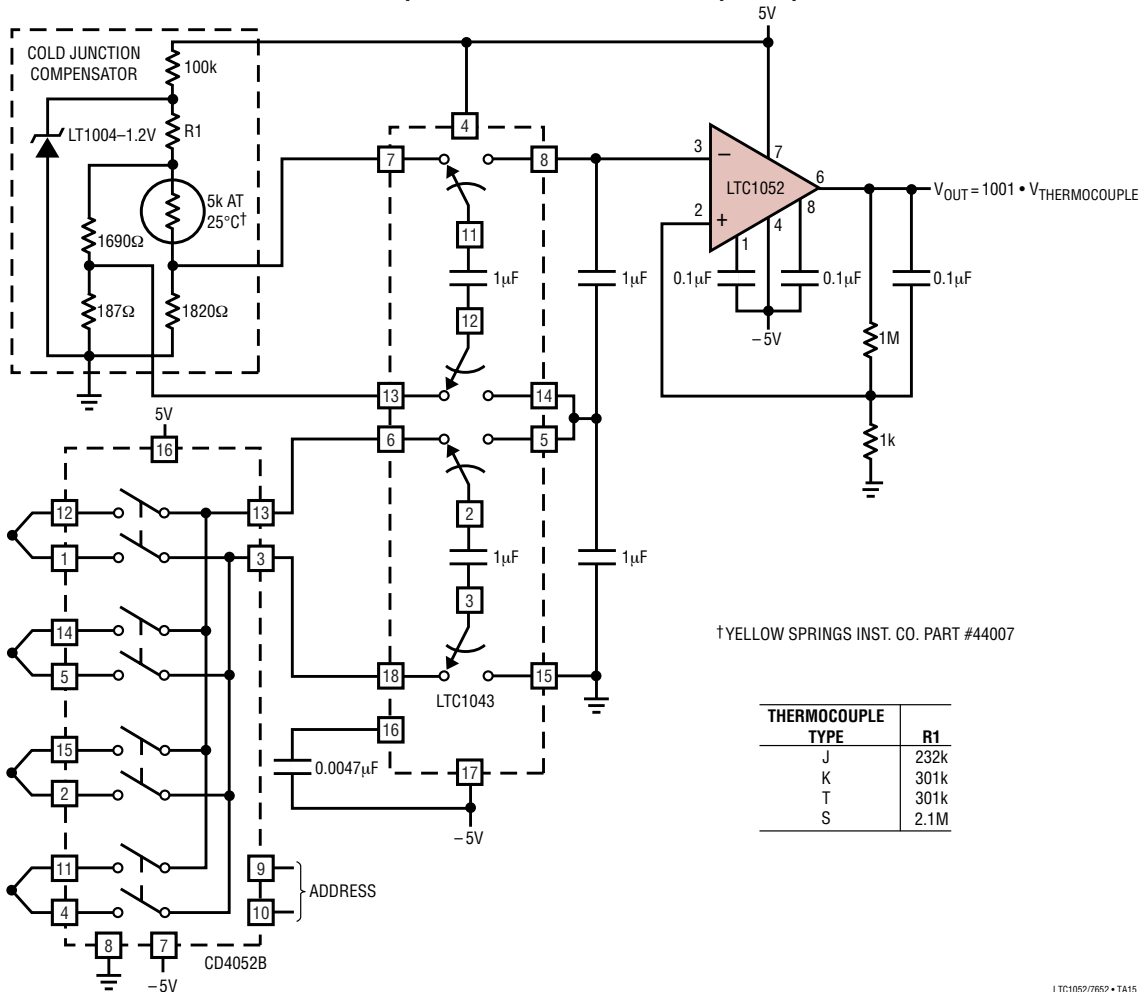 5V
COLD JUNCTION
COMPENSATOR
100k
LT1004–1.2V
R1
5k AT
25°C†
1690Ω
187Ω
1820Ω
4
7
8
11
1µF
12
13
14
6
5
2
1µF
3
18
15
LTC1043
16
17
0.0047µF
–5V
1µF
1µF
3
–
2
+
LTC1052
7
6
8
4
1
0.1µF
0.1µF
–5V
VOUT = 1001 • VTHERMOCOUPLE
0.1µF
1M
1k
5V
16
12
13
1
3
14
5
15
2
11
9
4
10
ADDRESS
8
7
CD4052B
–5V
†YELLOW SPRINGS INST. CO. PART #44007
THERMOCOUPLE
TYPE R1
J 232k
K 301k
T 301k
S 2.1M
LTC1052/7652 • TA15